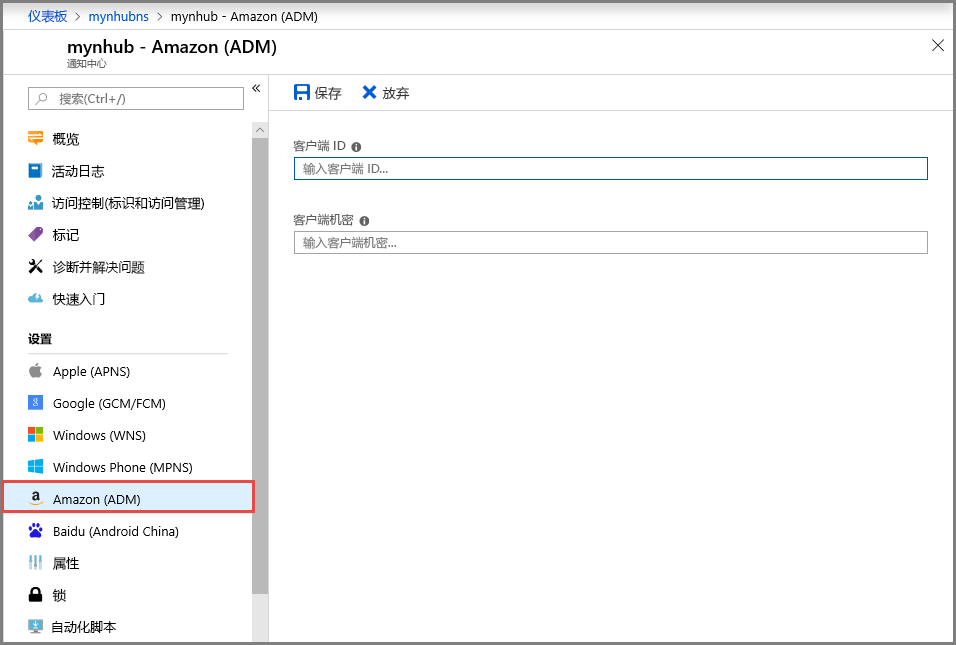 仪表板 > mynhubns > mynhub - Amazon (ADM)
mynhub - Amazon (ADM)
通知中心
搜索(Ctrl+/)
«
保存
放弃
概览
活动日志
访问控制(标识和访问管理)
标记
诊断并解决问题
快速入门
设置
Apple (APNS)
Google (GCM/FCM)
Windows (WNS)
Windows Phone (MPNS)
Amazon (ADM)
Baidu (Android China)
属性
锁
自动化脚本
客户端 ID
输入客户端 ID...
客户端机密
输入客户端机密...